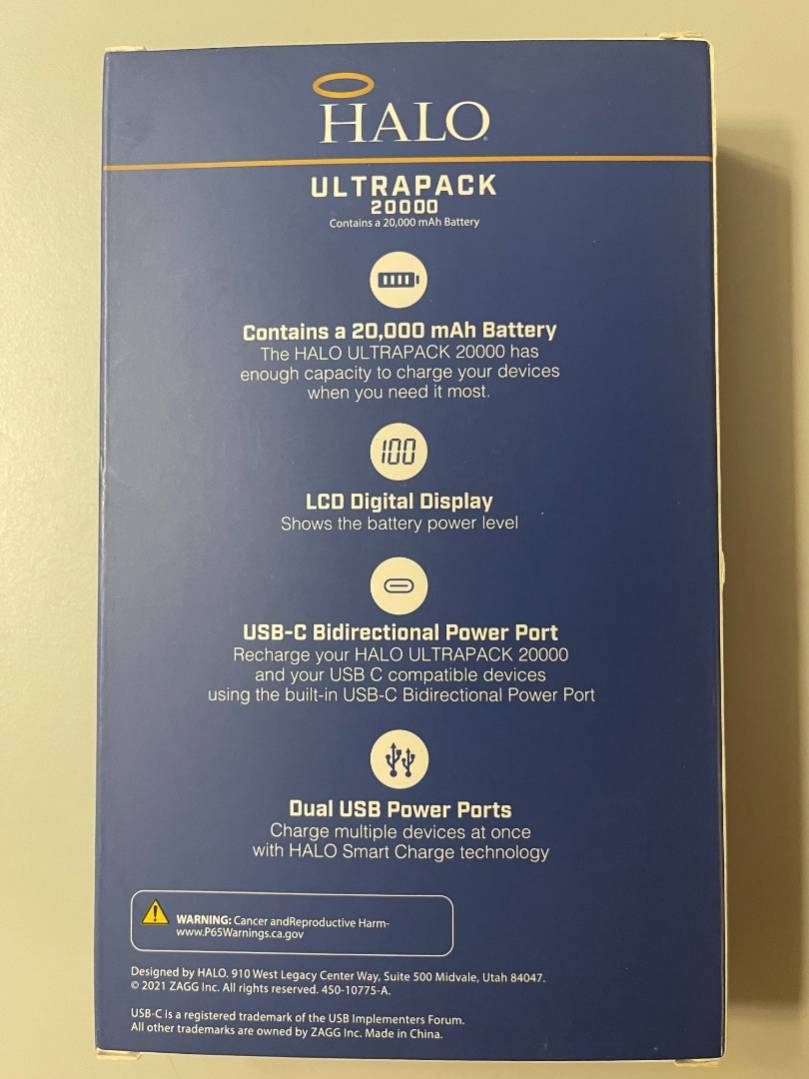 HALO
ULTRAPACK
20000
Contains a 20,000 mAh Battery
Contains a 20,000 mAh Battery
The HALO ULTRAPACK 20000 has
enough capacity to charge your devices
when you need it most.
100
LCD Digital Display
Shows the battery power level
USB-C Bidirectional Power Port
Recharge your HALO ULTRAPACK 20000
and your USB C compatible devices
using the built-in USB-C Bidirectional Power Port
Dual USB Power Ports
Charge multiple devices at once
with HALO Smart Charge technology
WARNING: Cancer andReproductive Harm-
www.P65Warnings.ca.gov
Designed by HALO. 910 West Legacy Center Way, Suite 500 Midvale, Utah 84047.
© 2021 ZAGG Inc. All rights reserved. 450-10775-A.
USB-C is a registered trademark of the USB Implementers Forum.
All other trademarks are owned by ZAGG Inc. Made in China.